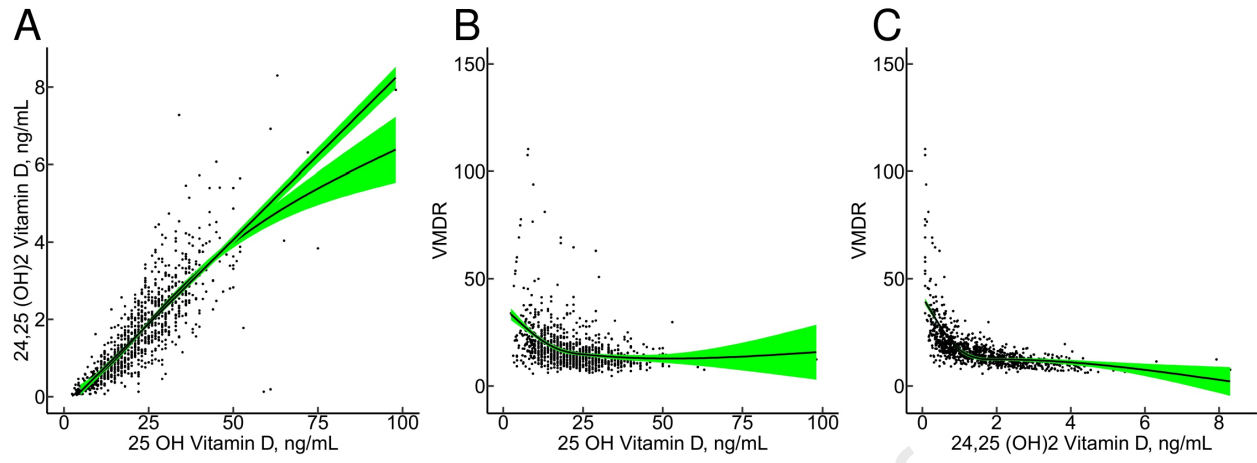 A
24,25 (OH)2 Vitamin D, ng/mL
8
6
4
2
0
0 25 50 75 100
25 OH Vitamin D, ng/mL
B
VMDR
150
100
50
0
0 25 50 75 100
25 OH Vitamin D, ng/mL
C
VMDR
150
100
50
0
0 2 4 6 8
24,25 (OH)2 Vitamin D, ng/mL